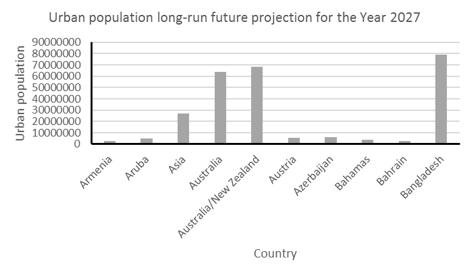 Urban population long-run future projection for the Year 2027
Urban population
90000000
80000000
70000000
60000000
50000000
40000000
30000000
20000000
10000000
0
Armenia
Aruba
Asia
Australia
Australia/New Zealand
Austria
Azerbaijan
Bahamas
Bahrain
Bangladesh
Country